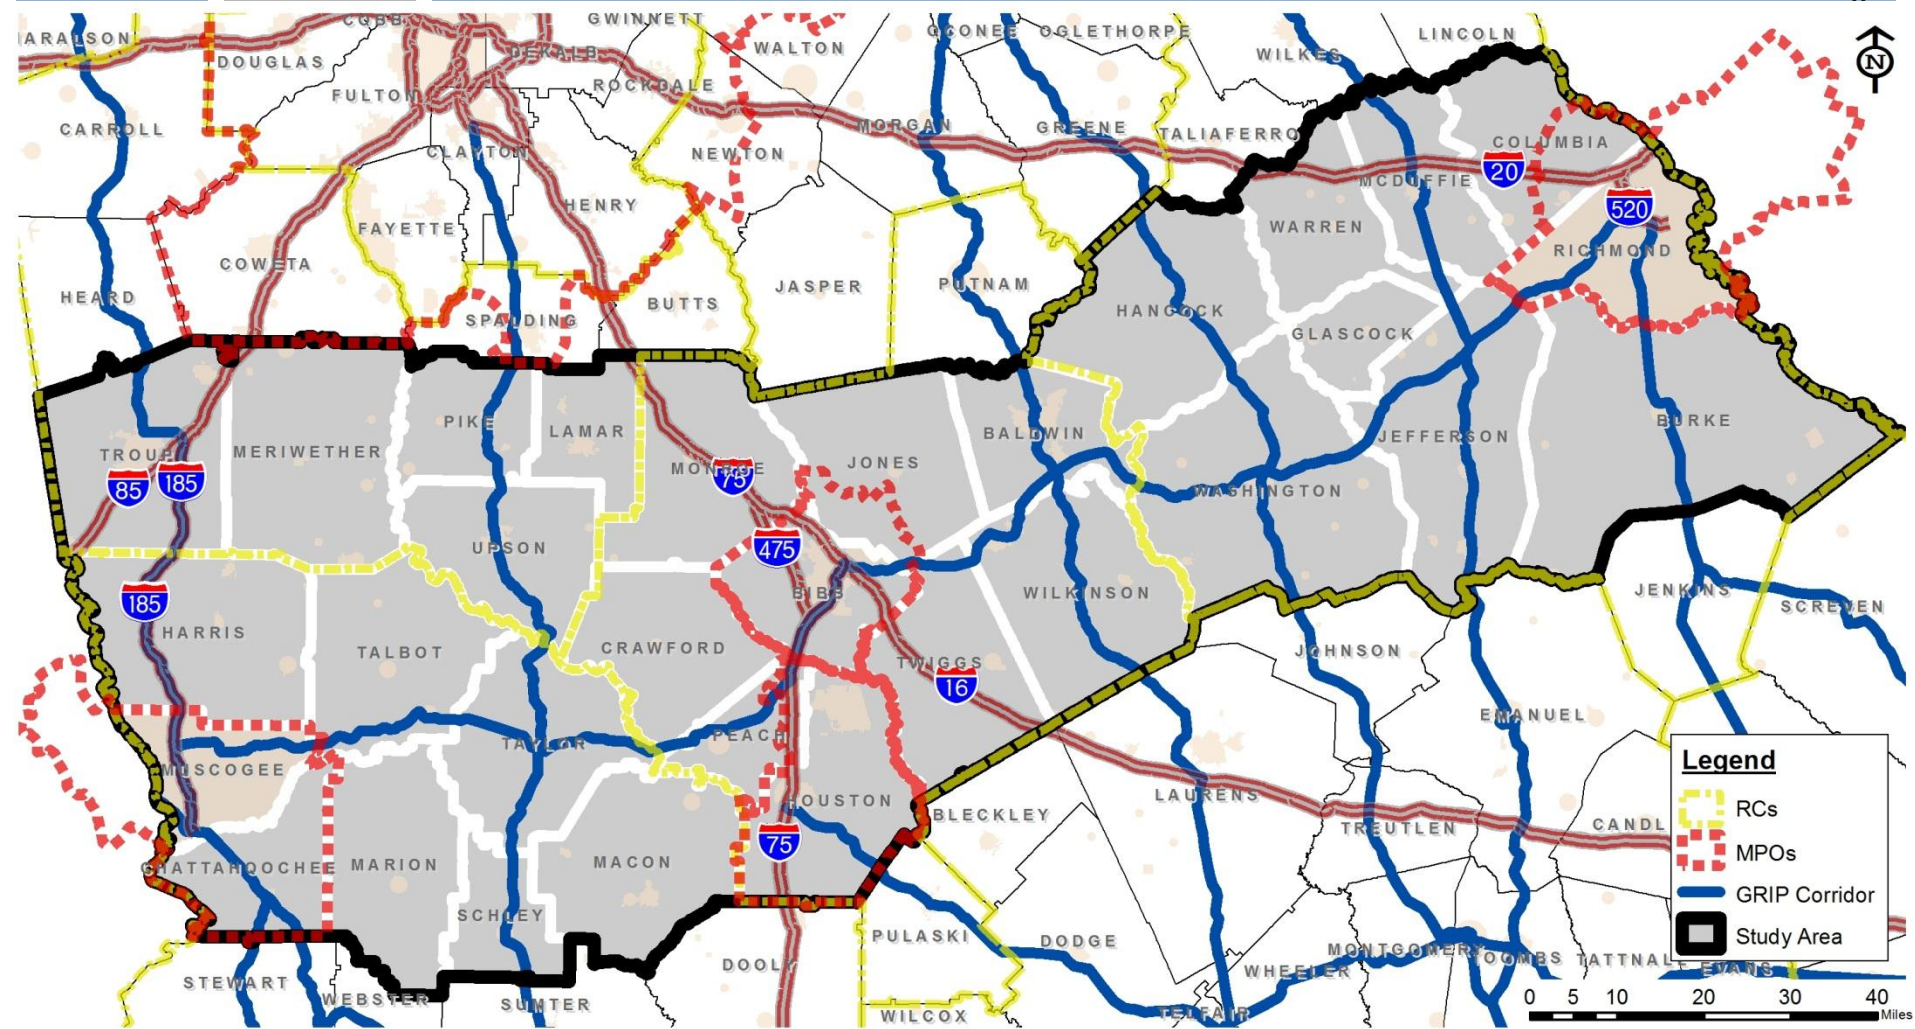 COBB
GWINNETT
OCONEE
OGLETHORPE
LINCOLN
N
ARALSON
DOUGLAS
DEKALB
WALTON
WILKES
ROCKDALE
FULTON
CARROLL
MORGAN
GREENE
TALIAFERRO
COLUMBIA
CLAYTON
NEWTON
MCDUFFIE
20
HENRY
520
FAYETTE
WARREN
RICHMOND
COWETA
HEARD
JASPER
PUTNAM
BUTTS
HANCOCK
SPALDING
GLASCOCK
PIKE
LAMAR
BALDWIN
BURKE
TROUP
MERIWETHER
JEFFERSON
MONROE
JONES
85
185
75
WASHINGTON
UPSON
475
185
BIBB
WILKINSON
JENKINS
SCREVEN
HARRIS
TALBOT
CRAWFORD
TWIGGS
JOHNSON
16
EMANUEL
TAYLOR
PEACH
MUSCOGEE
HOUSTON
LAURENS
BLECKLEY
TREUTLEN
CANDL
75
CHATTAHOOCHEE
MARION
MACON
SCHLEY
PULASKI
DODGE
MONTGOMERY
TOOMBS
TATTNALL
DOOLY
WHEELER
EVANS
STEWART
WEBSTER
SUMTER
WILCOX
TELFAIR
Legend
RCs
MPOs
GRIP Corridor
Study Area
0 5 10 20 30 40
Miles